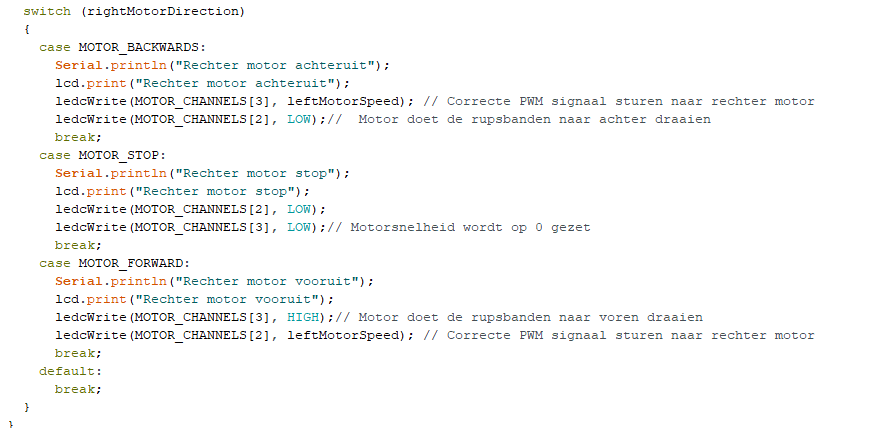 switch (rightMotorDirection)
{
case MOTOR_BACKWARDS:
Serial.println("Rechter motor achteruit");
lcd.print("Rechter motor achteruit");
ledcWrite(MOTOR_CHANNELS[3], leftMotorSpeed); // Correcte PWM signaal sturen naar rechter motor
ledcWrite(MOTOR_CHANNELS[2], LOW);//  Motor doet de rupsbanden naar achter draaien
break;
case MOTOR_STOP:
Serial.println("Rechter motor stop");
lcd.print("Rechter motor stop");
ledcWrite(MOTOR_CHANNELS[2], LOW);
ledcWrite(MOTOR_CHANNELS[3], LOW);// Motorsnelheid wordt op 0 gezet
break;
case MOTOR_FORWARD:
Serial.println("Rechter motor vooruit");
lcd.print("Rechter motor vooruit");
ledcWrite(MOTOR_CHANNELS[3], HIGH);// Motor doet de rupsbanden naar voren draaien
ledcWrite(MOTOR_CHANNELS[2], leftMotorSpeed); // Correcte PWM signaal sturen naar rechter motor
break;
default:
break;
}
}